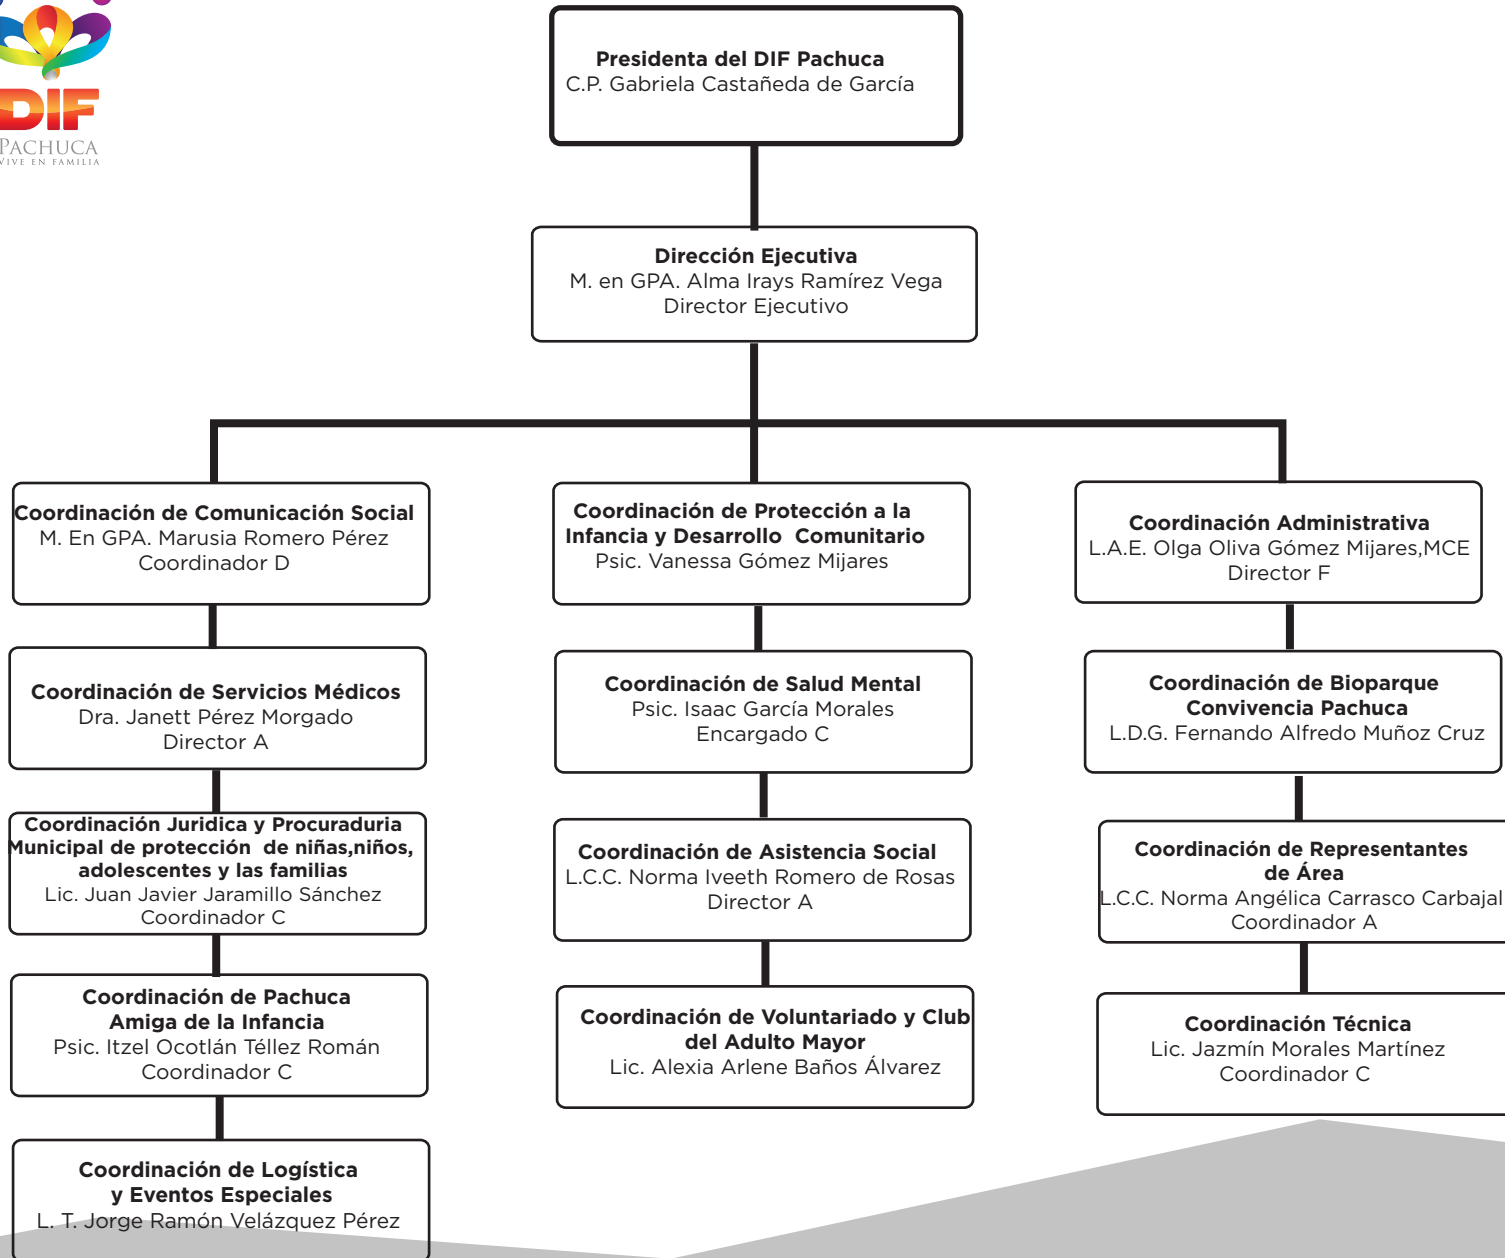 DIF
PACHUCA
VIVE EN FAMILIA
Presidenta del DIF Pachuca
C.P. Gabriela Castañeda de García
Dirección Ejecutiva
M. en GPA. Alma Irays Ramírez Vega
Director Ejecutivo
Coordinación de Comunicación Social
M. En GPA. Marusia Romero Pérez
Coordinador D
Coordinación de Servicios Médicos
Dra. Janett Pérez Morgado
Director A
Coordinación Juridica y Procuraduria
Municipal de protección de niñas,niños,
adolescentes y las familias
Lic. Juan Javier Jaramillo Sánchez
Coordinador C
Coordinación de Pachuca
Amiga de la Infancia
Psic. Itzel Ocotlán Téllez Román
Coordinador C
Coordinación de Logística
y Eventos Especiales
L. T. Jorge Ramón Velázquez Pérez
Coordinación de Protección a la
Infancia y Desarrollo Comunitario
Psic. Vanessa Gómez Mijares
Coordinación de Salud Mental
Psic. Isaac García Morales
Encargado C
Coordinación de Asistencia Social
L.C.C. Norma Iveeth Romero de Rosas
Director A
Coordinación de Voluntariado y Club
del Adulto Mayor
Lic. Alexia Arlene Baños Álvarez
Coordinación Administrativa
L.A.E. Olga Oliva Gómez Mijares,MCE
Director F
Coordinación de Bioparque
Convivencia Pachuca
L.D.G. Fernando Alfredo Muñoz Cruz
Coordinación de Representantes
de Área
L.C.C. Norma Angélica Carrasco Carbajal
Coordinador A
Coordinación Técnica
Lic. Jazmín Morales Martínez
Coordinador C